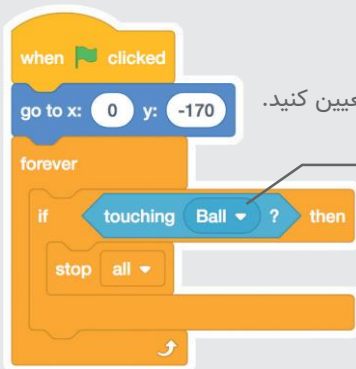 when clicked
go to x: 0 y: -170
تعیین کنید.
forever
if touching Ball ? then
stop all